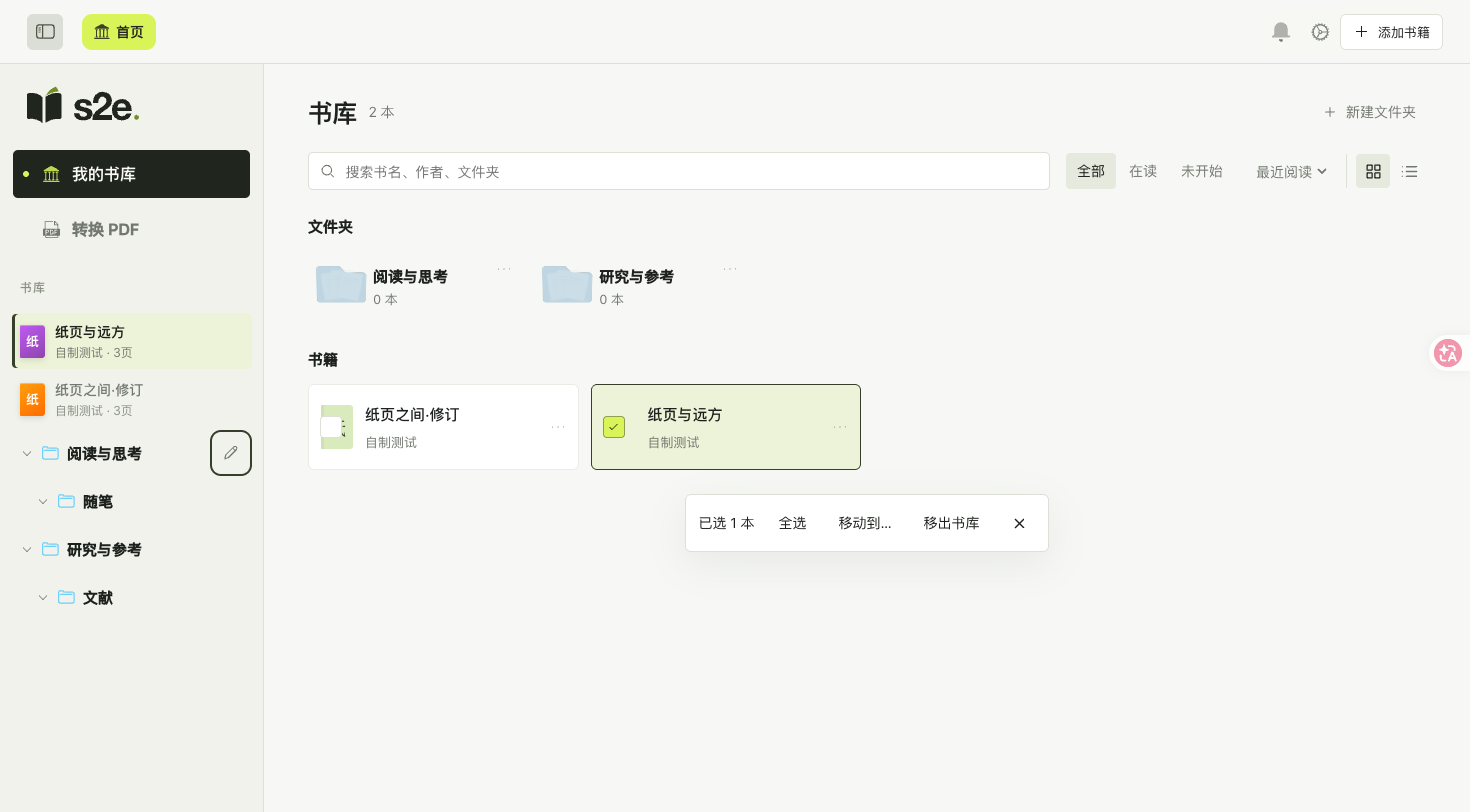 首页
添加书籍
s2e.
我的书库
PDF
转换 PDF
书库
纸
纸页与远方
自制测试 · 3页
纸
纸页之间·修订
自制测试 · 3页
阅读与思考
随笔
研究与参考
文献
书库
2 本
新建文件夹
搜索书名、作者、文件夹
全部
在读
未开始
最近阅读
文件夹
阅读与思考
0 本
研究与参考
0 本
书籍
纸页之间·修订
自制测试
纸页与远方
自制测试
已选 1 本
全选
移动到...
移出书库
A